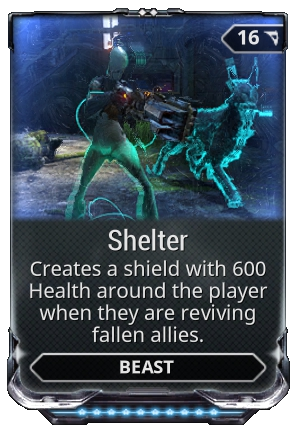 16
Shelter
Creates a shield with 600
Health around the player
when they are reviving
fallen allies.
BEAST